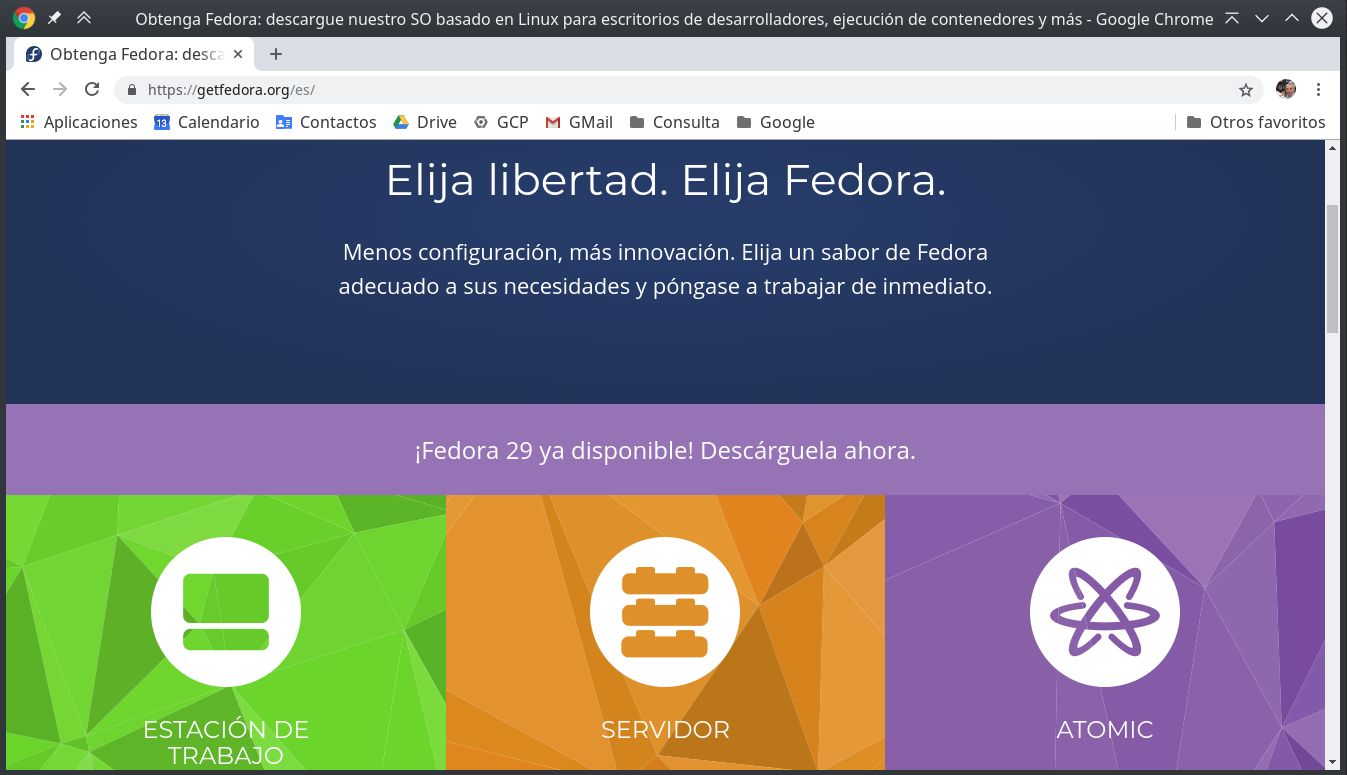 Obtenga Fedora: descargue nuestro SO basado en Linux para escritorios de desarrolladores, ejecución de contenedores y más - Google Chrome
Obtenga Fedora: desca
https://getfedora.org/es/
Aplicaciones 13 Calendario Contactos Drive GCP GMail Consulta Google Otros favoritos
Elija libertad. Elija Fedora.
Menos configuración, más innovación. Elija un sabor de Fedora
adecuado a sus necesidades y póngase a trabajar de inmediato.
¡Fedora 29 ya disponible! Descárguela ahora.
ESTACIÓN DE
TRABAJO
SERVIDOR
ATOMIC